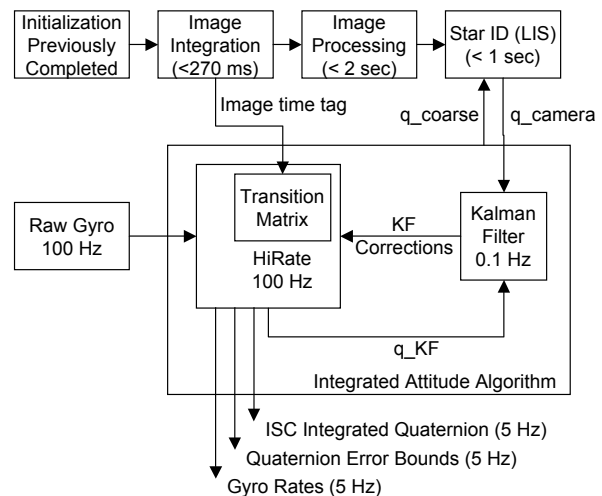 Initialization
Previously
Completed
Image
Integration
(<270 ms)
Image
Processing
(< 2 sec)
Star ID (LIS)
(< 1 sec)
Image time tag
q_coarse
q_camera
Transition
Matrix
HiRate
100 Hz
Raw Gyro
100 Hz
KF
Corrections
Kalman
Filter
0.1 Hz
q_KF
Integrated Attitude Algorithm
ISC Integrated Quaternion (5 Hz)
Quaternion Error Bounds (5 Hz)
Gyro Rates (5 Hz)